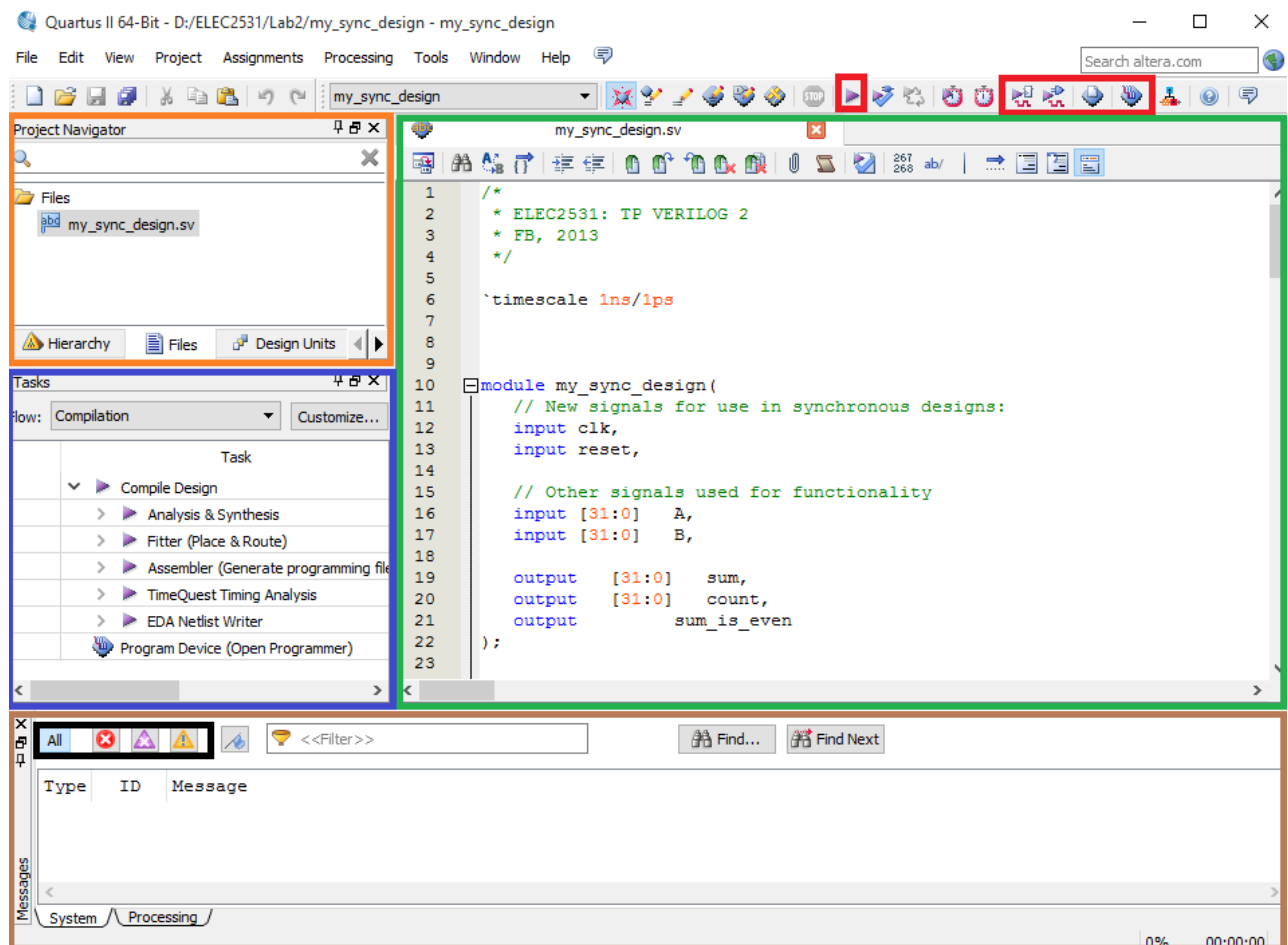 Quartus II 64-Bit - D:/ELEC2531/Lab2/my_sync_design - my_sync_design
File Edit View Project Assignments Processing Tools Window Help
Search altera.com
my_sync_design
STOP
Project Navigator
Files
my_sync_design.sv
Hierarchy Files Design Units
Tasks
Flow: Compilation Customize...
Task
Compile Design
Analysis & Synthesis
Fitter (Place & Route)
Assembler (Generate programming file
TimeQuest Timing Analysis
EDA Netlist Writer
Program Device (Open Programmer)
my_sync_design.sv
267
268 ab/
1 /*
2 * ELEC2531: TP VERILOG 2
3 * FB, 2013
4 */
5
6 `timescale 1ns/1ps
7
8
9
10 module my_sync_design(
11 // New signals for use in synchronous designs:
12 input clk,
13 input reset,
14
15 // Other signals used for functionality
16 input [31:0] A,
17 input [31:0] B,
18
19 output [31:0] sum,
20 output [31:0] count,
21 output sum_is_even
22 );
23
All <<Filter>> Find... Find Next
Type ID Message
Messages
System Processing
0% 00:00:00